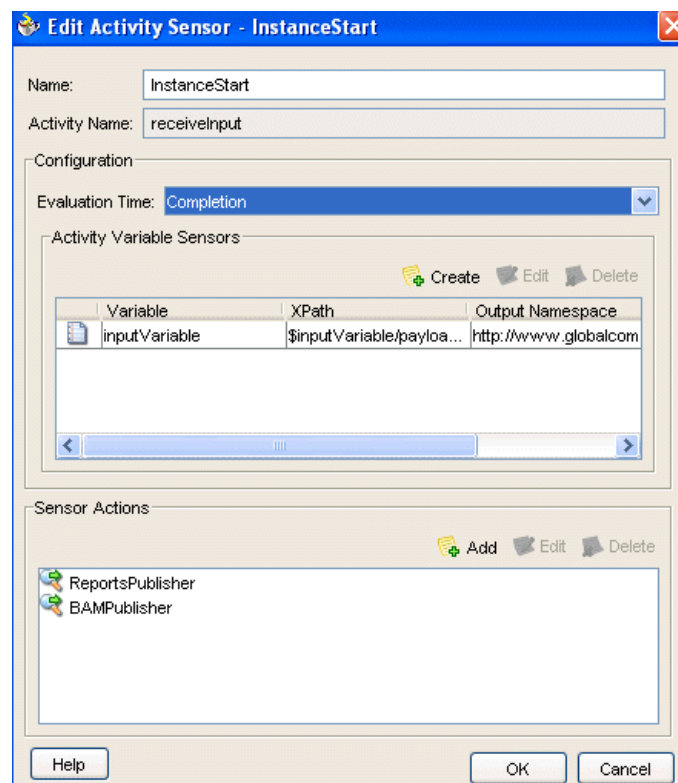 Edit Activity Sensor - InstanceStart
Name: InstanceStart
Activity Name: receiveInput
Configuration
Evaluation Time: Completion
Activity Variable Sensors
Create Edit Delete
Variable XPath Output Namespace
inputVariable $inputVariable/payloa... http://www.globalcom
Sensor Actions
Add Edit Delete
ReportsPublisher
BAMPublisher
Help OK Cancel